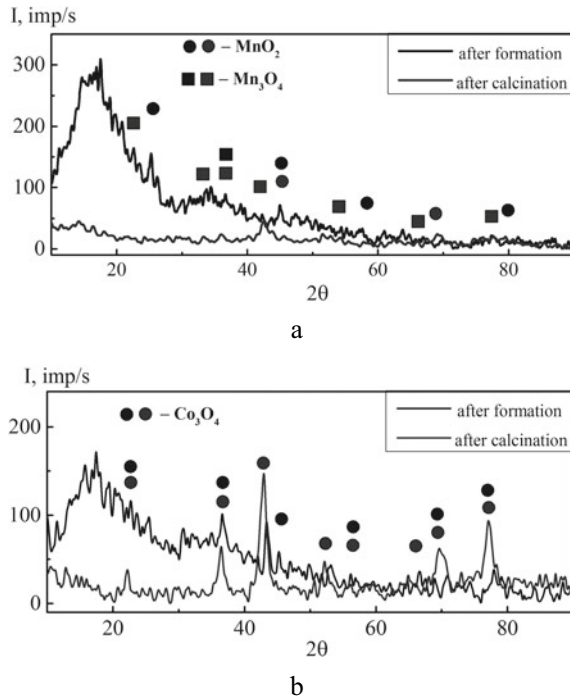 I, imp/s
– MnO₂
– Mn₃O₄
after formation
after calcination
300
200
100
0
20 40 60 80
2θ
a
I, imp/s
– Co₃O₄
after formation
after calcination
200
100
0
20 40 60 80
2θ
b